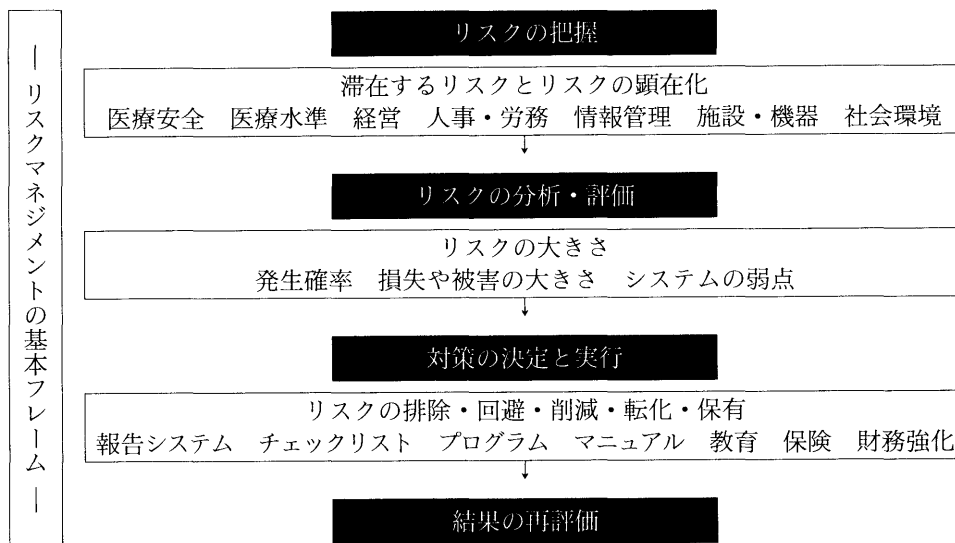 ― リスクマネジメントの基本フレーム ―
リスクの把握
滞在するリスクとリスクの顕在化
医療安全 医療水準 経営 人事・労務 情報管理 施設・機器 社会環境
↓
リスクの分析・評価
リスクの大きさ
発生確率 損失や被害の大きさ システムの弱点
↓
対策の決定と実行
リスクの排除・回避・削減・転化・保有
報告システム チェックリスト プログラム マニュアル 教育 保険 財務強化
↓
結果の再評価